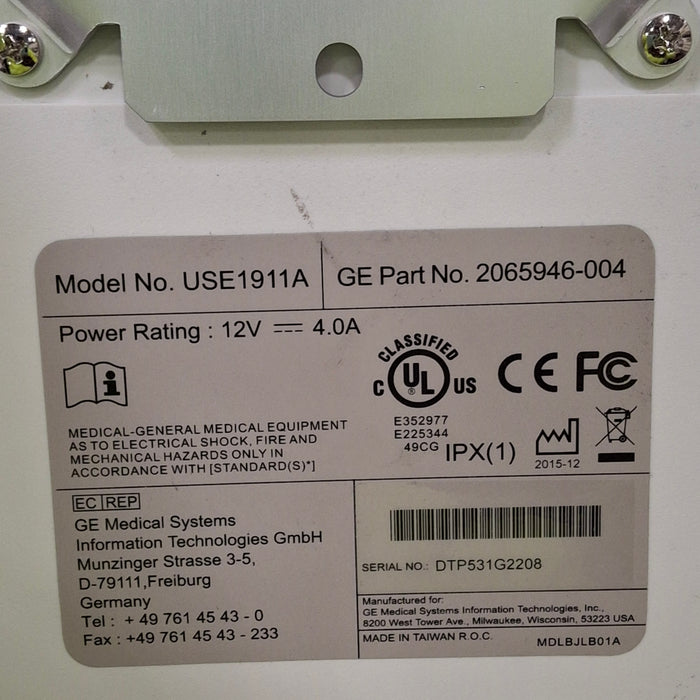 Model No. USE1911A
GE Part No. 2065946-004
Power Rating : 12V ⎓ 4.0A
CLASSIFIED
C UL ® US
CE FC
E352977
E225344
49CG
IPX(1)
2015-12
MEDICAL-GENERAL MEDICAL EQUIPMENT
AS TO ELECTRICAL SHOCK, FIRE AND
MECHANICAL HAZARDS ONLY IN
ACCORDANCE WITH [STANDARD(S)*]
EC REP
GE Medical Systems
Information Technologies GmbH
Munzinger Strasse 3-5,
D-79111,Freiburg
Germany
Tel : + 49 761 45 43 - 0
Fax : +49 761 45 43 - 233
SERIAL NO.: DTP531G2208
Manufactured for:
GE Medical Systems Information Technologies, Inc.,
8200 West Tower Ave., Milwaukee, Wisconsin, 53223 USA
MADE IN TAIWAN R.O.C.
MDLBJLB01A